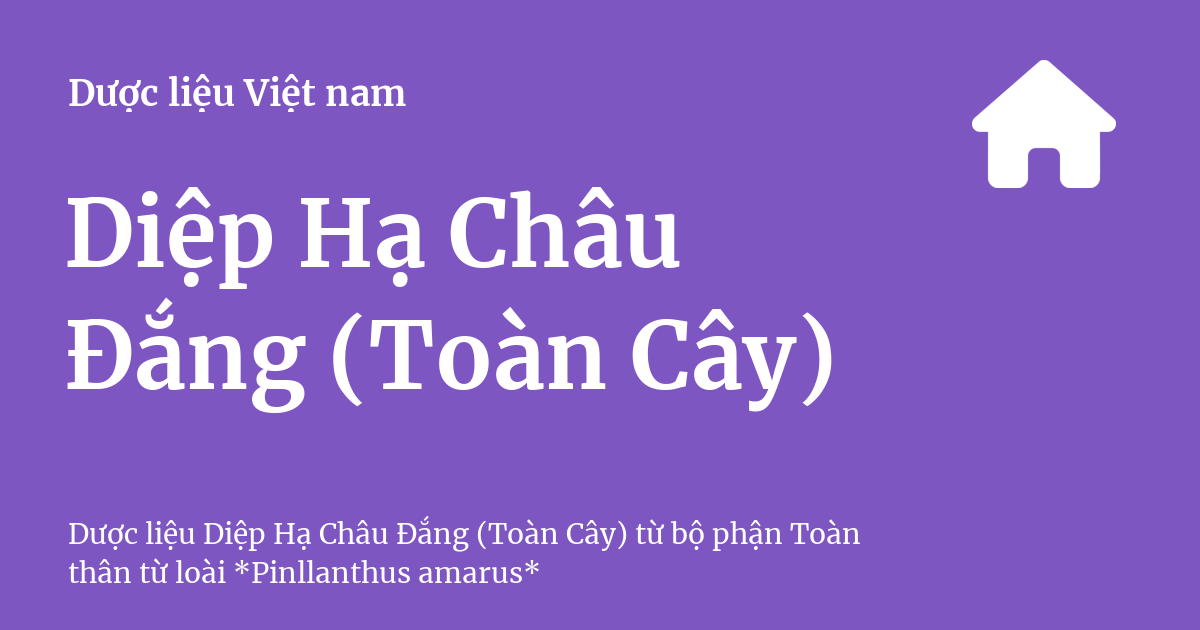 Dược liệu Việt nam
Diệp Hạ Châu
Đắng (Toàn Cây)
Dược liệu Diệp Hạ Châu Đắng (Toàn Cây) từ bộ phận Toàn
thân từ loài *Pinllanthus amarus*